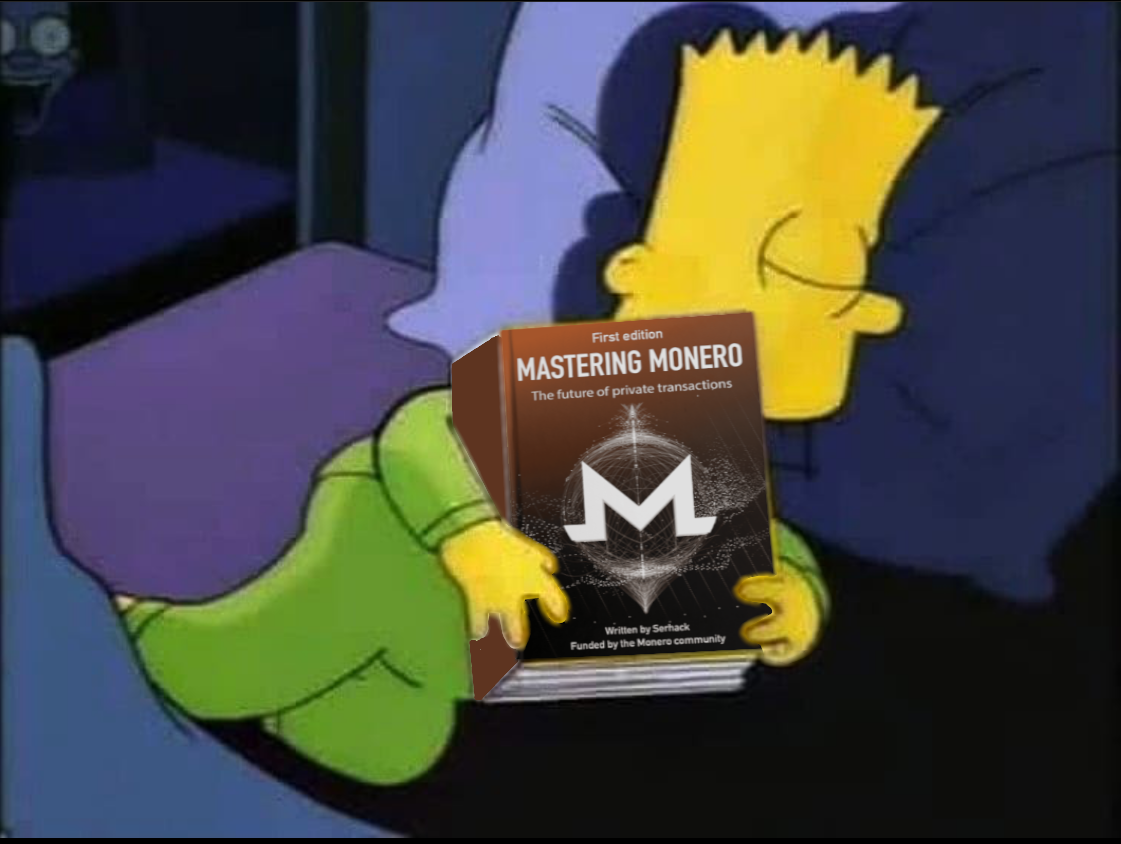 First edition
MASTERING MONERO
The future of private transactions
Written by Serhack
Funded by the Monero community